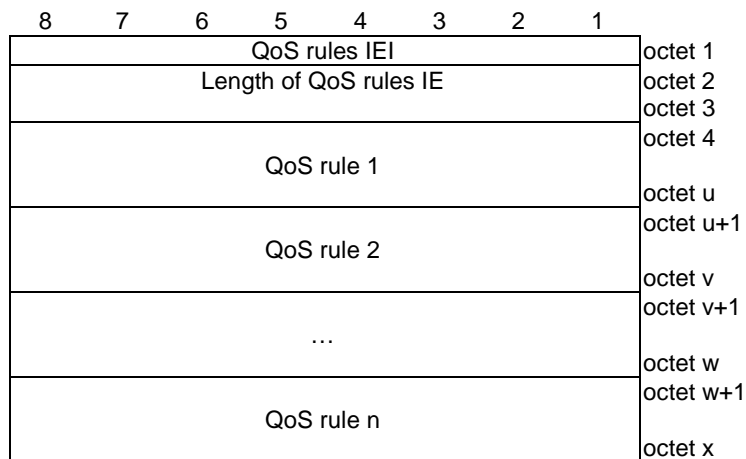 8 7 6 5 4 3 2 1
QoS rules IEI octet 1
Length of QoS rules IE octet 2
octet 3
octet 4
QoS rule 1
octet u
octet u+1
QoS rule 2
octet v
octet v+1
…
octet w
octet w+1
QoS rule n
octet x